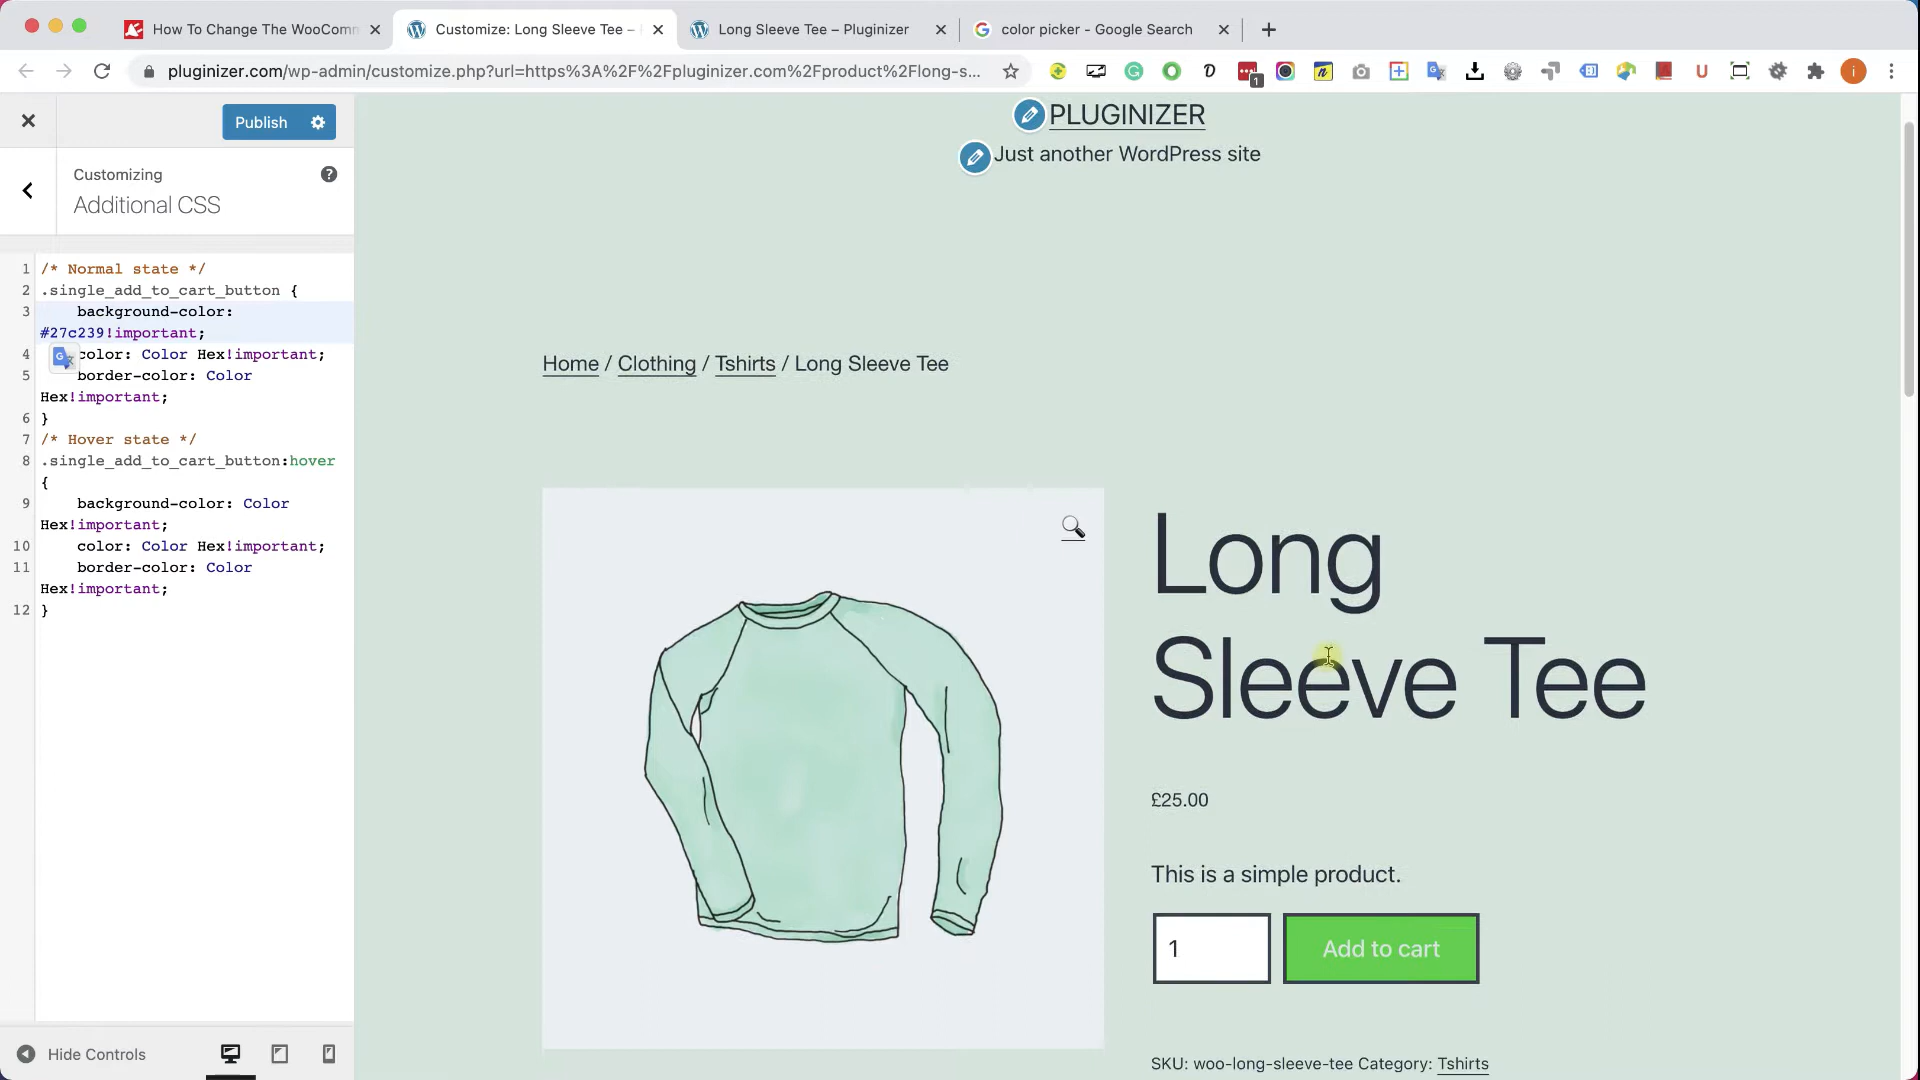 How To Change The WooComm
Customize: Long Sleeve Tee –
Long Sleeve Tee – Pluginizer
color picker - Google Search
pluginizer.com/wp-admin/customize.php?url=https%3A%2F%2Fpluginizer.com%2Fproduct%2Flong-s...
1
Publish
Customizing
Additional CSS
1 /* Normal state */
2 .single_add_to_cart_button {
3 background-color:
#27c239!important;
4 color: Color Hex!important;
5 border-color: Color
Hex!important;
6 }
7 /* Hover state */
8 .single_add_to_cart_button:hover
{
9 background-color: Color
Hex!important;
10 color: Color Hex!important;
11 border-color: Color
Hex!important;
12 }
Hide Controls
PLUGINIZER
Just another WordPress site
Home / Clothing / Tshirts / Long Sleeve Tee
Long
Sleeve Tee
£25.00
This is a simple product.
1
Add to cart
SKU: woo-long-sleeve-tee Category: Tshirts